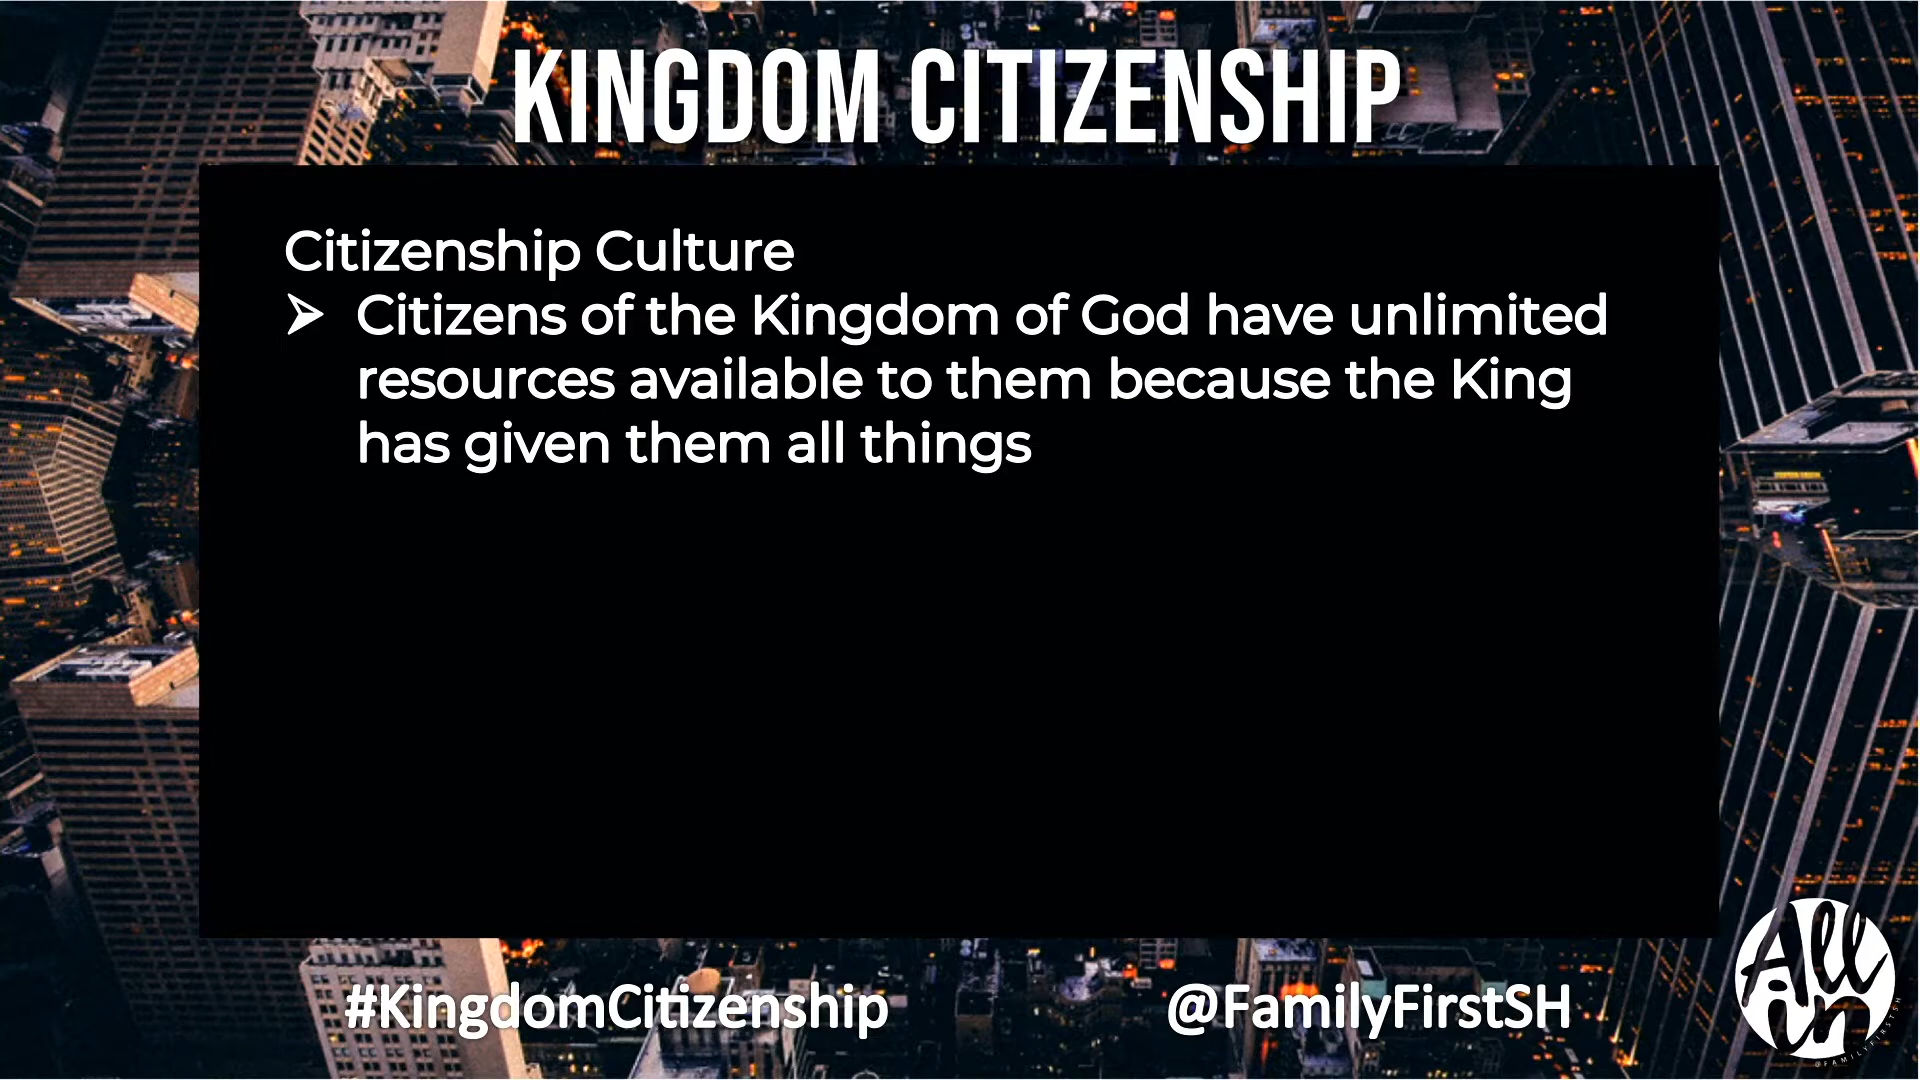 KINGDOM CITIZENSHIP
Citizenship Culture
➢ Citizens of the Kingdom of God have unlimited
resources available to them because the King
has given them all things
#KingdomCitizenship
@FamilyFirstSH
All
In
@FAMILYFIRSTSH